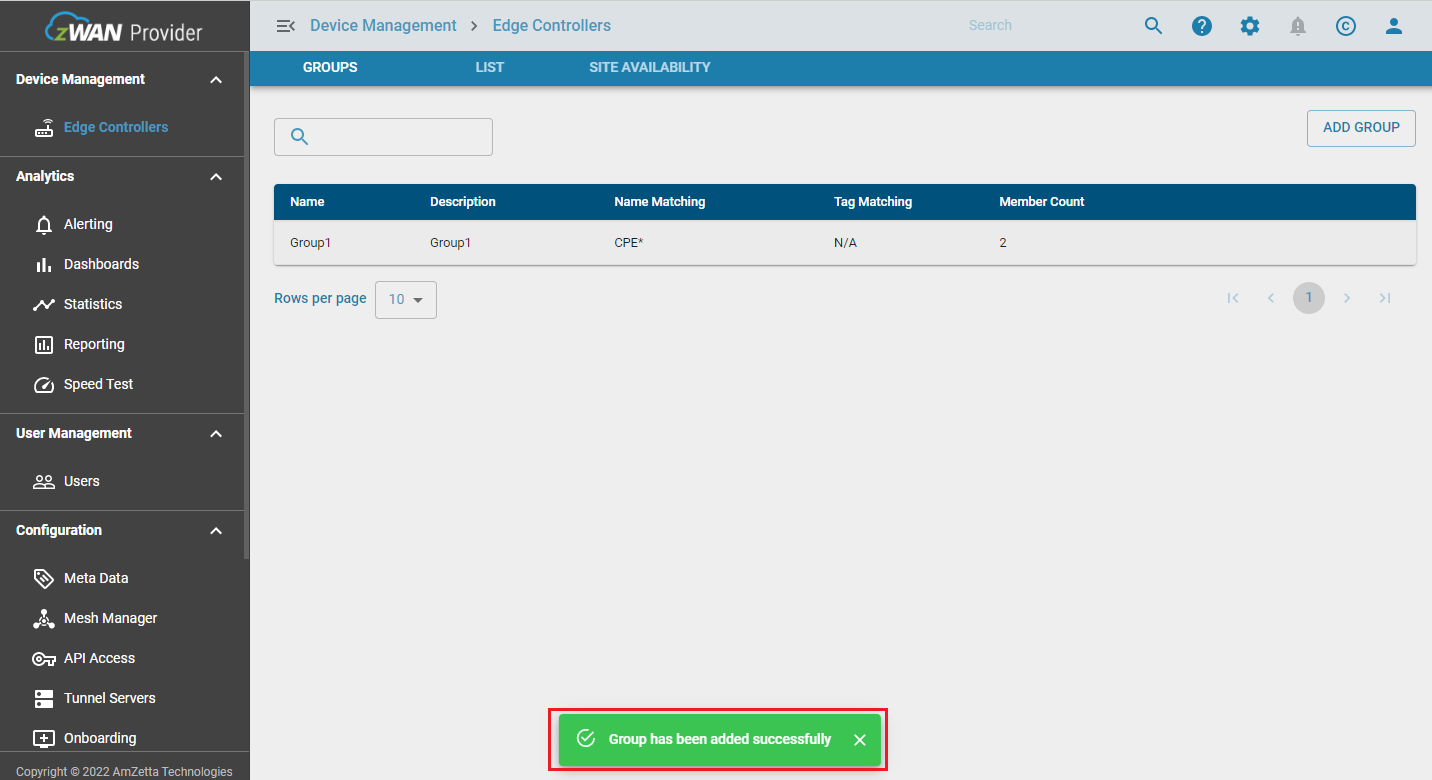 zWAN Provider
Device Management > Edge Controllers
Search
GROUPS LIST SITE AVAILABILITY
Device Management
Edge Controllers
Analytics
Alerting
Dashboards
Statistics
Reporting
Speed Test
User Management
Users
Configuration
Meta Data
Mesh Manager
API Access
Tunnel Servers
Onboarding
Copyright © 2022 AmZetta Technologies
ADD GROUP
Name Description Name Matching Tag Matching Member Count
Group1 Group1 CPE* N/A 2
Rows per page 10
1
Group has been added successfully